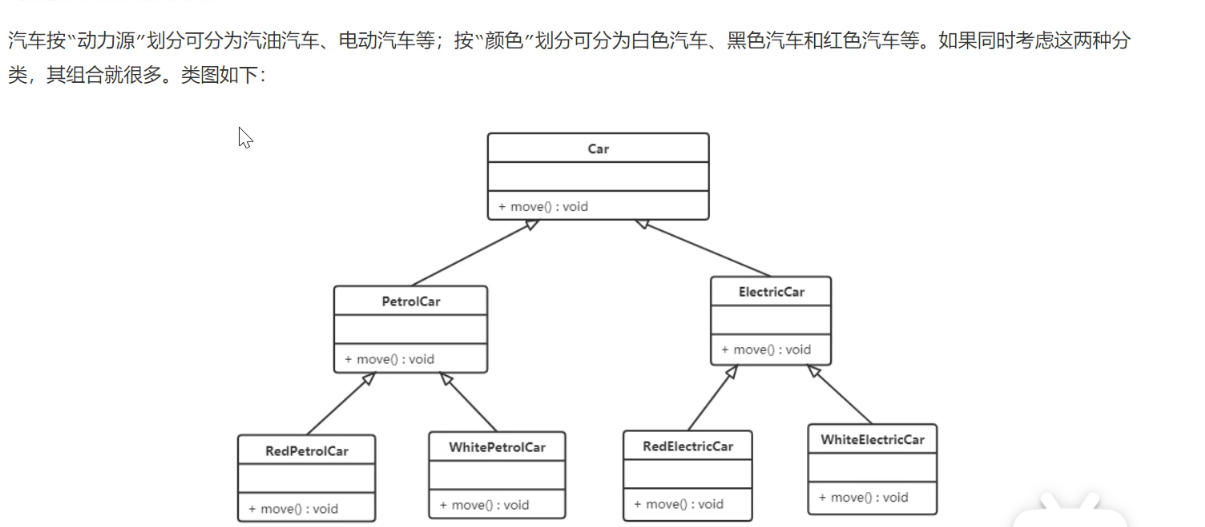 汽车按“动力源”划分可分为汽油汽车、电动汽车等；按“颜色”划分可分为白色汽车、黑色汽车和红色汽车等。如果同时考虑这两种分
类，其组合就很多。类图如下：
Car
+ move() : void
PetrolCar
+ move() : void
ElectricCar
+ move() : void
RedPetrolCar
+ move() : void
WhitePetrolCar
+ move() : void
RedElectricCar
+ move() : void
WhiteElectricCar
+ move() : void